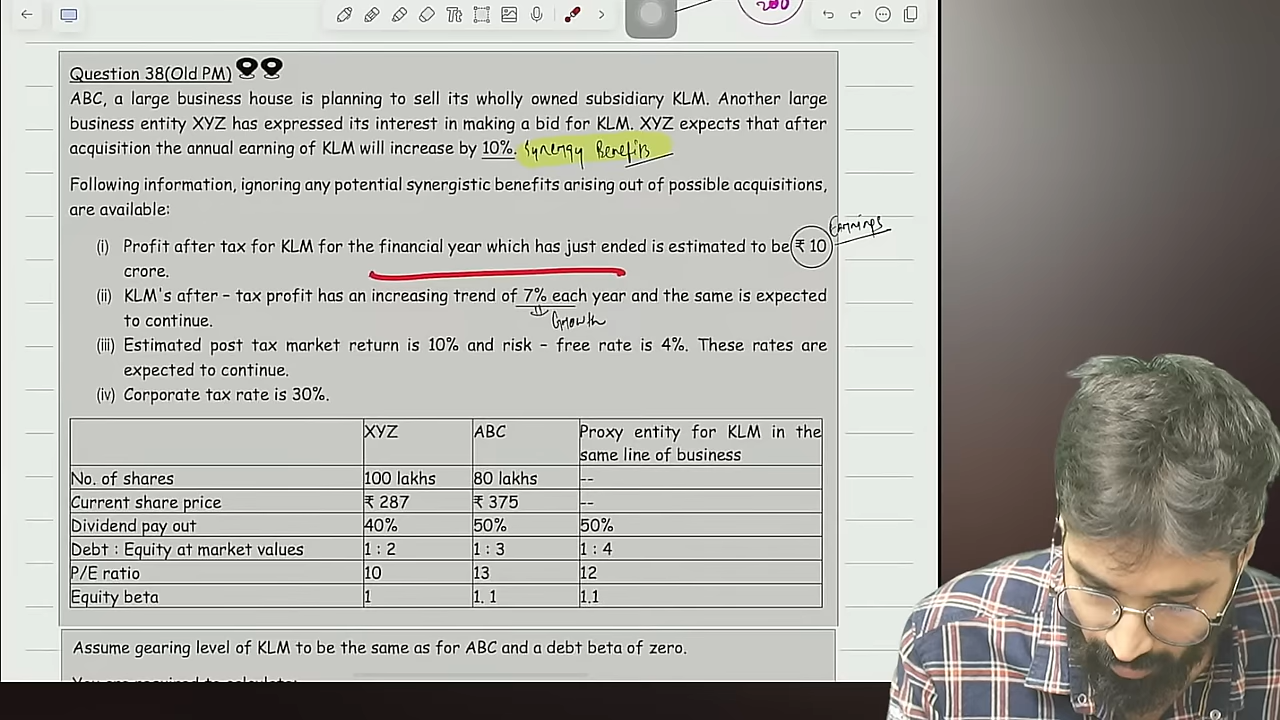 Tt
Question 38(Old PM)
ABC, a large business house is planning to sell its wholly owned subsidiary KLM. Another large
business entity XYZ has expressed its interest in making a bid for KLM. XYZ expects that after
acquisition the annual earning of KLM will increase by 10%. Synergy Benefits
Following information, ignoring any potential synergistic benefits arising out of possible acquisitions,
are available:
Earnings
(i) Profit after tax for KLM for the financial year which has just ended is estimated to be ₹ 10
crore.
(ii) KLM's after – tax profit has an increasing trend of 7% each year and the same is expected
to continue. Growth
(iii) Estimated post tax market return is 10% and risk – free rate is 4%. These rates are
expected to continue.
(iv) Corporate tax rate is 30%.
XYZ ABC Proxy entity for KLM in the
same line of business
No. of shares 100 lakhs 80 lakhs --
Current share price ₹ 287 ₹ 375 --
Dividend pay out 40% 50% 50%
Debt : Equity at market values 1 : 2 1 : 3 1 : 4
P/E ratio 10 13 12
Equity beta 1 1. 1 1.1
Assume gearing level of KLM to be the same as for ABC and a debt beta of zero.